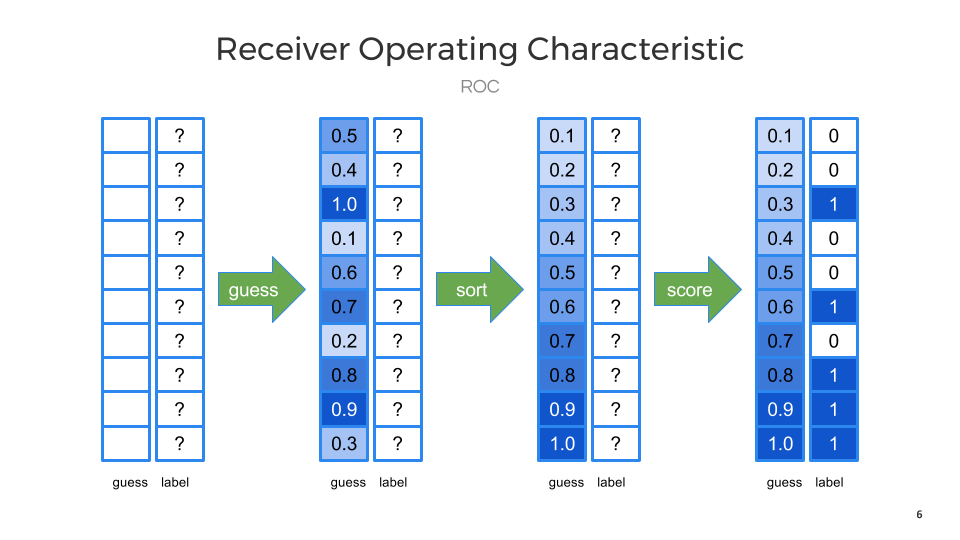 Receiver Operating Characteristic
ROC
? 0.5 ? 0.1 ? 0.1 0
? 0.4 ? 0.2 ? 0.2 0
? 1.0 ? 0.3 ? 0.3 1
? 0.1 ? 0.4 ? 0.4 0
? 0.6 ? 0.5 ? 0.5 0
guess sort score
? 0.7 ? 0.6 ? 0.6 1
? 0.2 ? 0.7 ? 0.7 0
? 0.8 ? 0.8 ? 0.8 1
? 0.9 ? 0.9 ? 0.9 1
? 0.3 ? 1.0 ? 1.0 1
guess label guess label guess label guess label
6